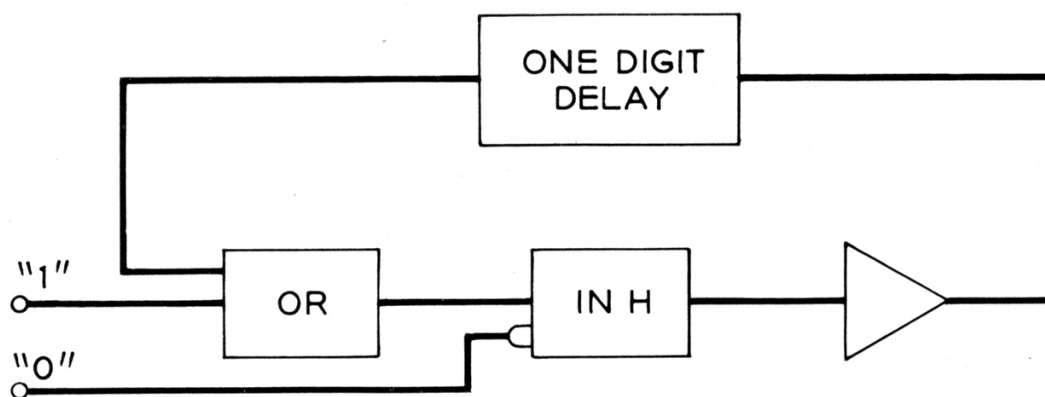 ONE DIGIT
DELAY
"1"
OR
IN H
"0"